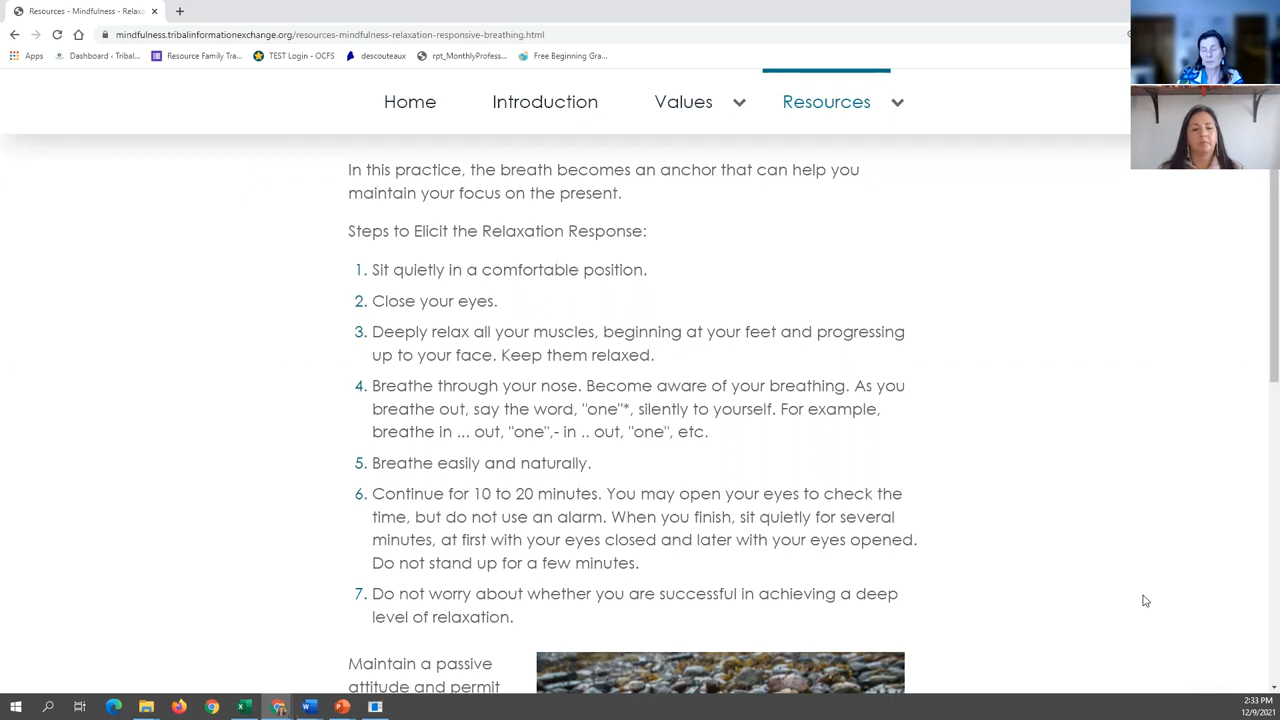 Resources - Mindfulness - Relaxa
mindfulness.tribalinformationexchange.org/resources-mindfulness-relaxation-responsive-breathing.html
Apps Dashboard ‹ Tribal... Resource Family Tra... TEST Login - OCFS descouteaux rpt_MonthlyProfess... Free Beginning Gra...
Home Introduction Values Resources
In this practice, the breath becomes an anchor that can help you
maintain your focus on the present.
Steps to Elicit the Relaxation Response:
1. Sit quietly in a comfortable position.
2. Close your eyes.
3. Deeply relax all your muscles, beginning at your feet and progressing
up to your face. Keep them relaxed.
4. Breathe through your nose. Become aware of your breathing. As you
breathe out, say the word, "one"*, silently to yourself. For example,
breathe in ... out, "one",- in .. out, "one", etc.
5. Breathe easily and naturally.
6. Continue for 10 to 20 minutes. You may open your eyes to check the
time, but do not use an alarm. When you finish, sit quietly for several
minutes, at first with your eyes closed and later with your eyes opened.
Do not stand up for a few minutes.
7. Do not worry about whether you are successful in achieving a deep
level of relaxation.
Maintain a passive
attitude and permit
2:33 PM
12/9/2021